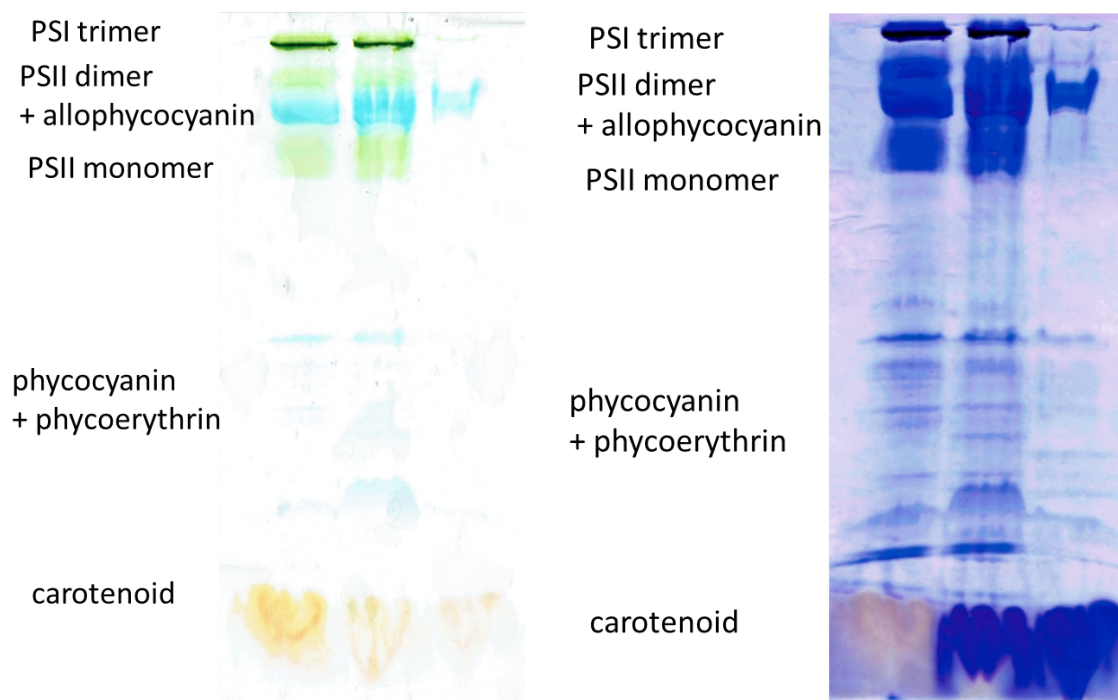 PSI trimer
PSII dimer
+ allophycocyanin
PSII monomer
phycocyanin
+ phycoerythrin
carotenoid
PSI trimer
PSII dimer
+ allophycocyanin
PSII monomer
phycocyanin
+ phycoerythrin
carotenoid